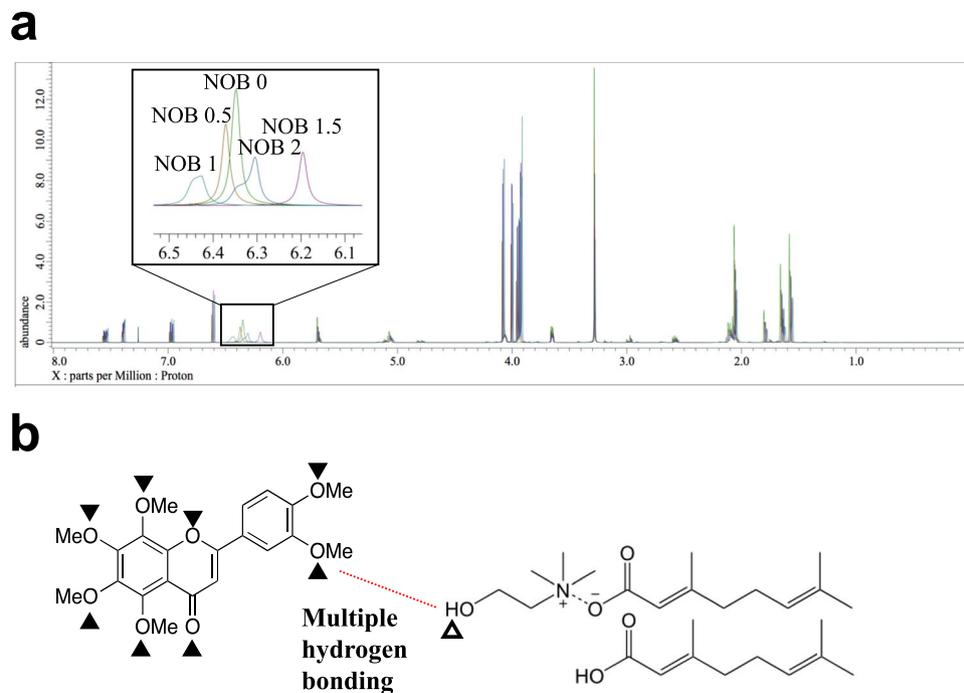 a
NOB 0
NOB 0.5
NOB 1.5
NOB 2
NOB 1
6.5 6.4 6.3 6.2 6.1
abundance
0 2.0 4.0 6.0 8.0 10.0 12.0
8.0 7.0 6.0 5.0 4.0 3.0 2.0 1.0
X : parts per Million : Proton
b
OMe
OMe
MeO
O
OMe
MeO
OMe
O
Multiple
hydrogen
bonding
HO
N
+
-
O
O
O
HO